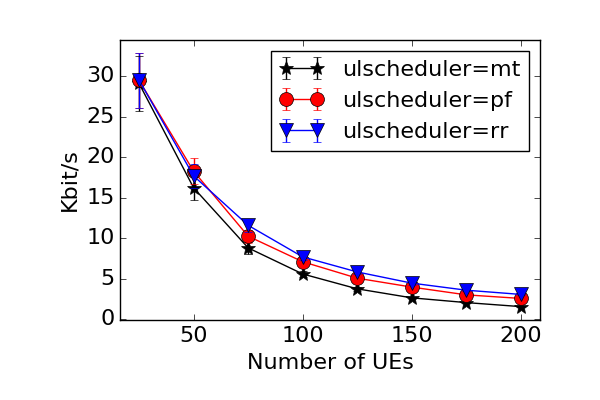 Kbit/s
30
25
20
15
10
5
0
ulscheduler=mt
ulscheduler=pf
ulscheduler=rr
50 100 150 200
Number of UEs